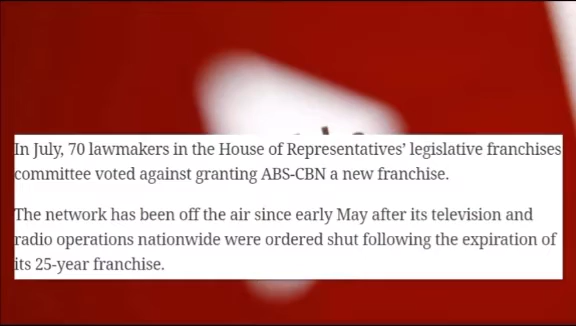 In July, 70 lawmakers in the House of Representatives’ legislative franchises
committee voted against granting ABS-CBN a new franchise.
The network has been off the air since early May after its television and
radio operations nationwide were ordered shut following the expiration of
its 25-year franchise.